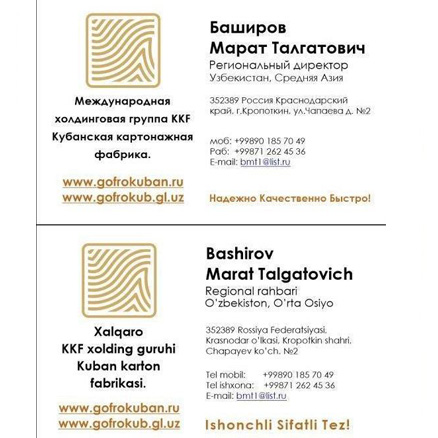 Баширов
Марат Талгатович
Региональный директор
Узбекистан, Средняя Азия
352389 Россия Краснодарский
край, г.Кропоткин, ул.Чапаева д. №2
моб: +99890 185 70 49
Раб: +99871 262 45 36
E-mail: bmt1@list.ru
Надежно Качественно Быстро!
Международная
холдинговая группа KKF
Кубанская картонажная
фабрика.
www.gofrokuban.ru
www.gofrokub.gl.uz
Bashirov
Marat Talgatovich
Regional rahbari
O'zbekiston, O'rta Osiyo
352389 Rossiya Federatsiyasi,
Krasnodar o'lkasi, Kropotkin shahri,
Chapayev ko'ch. №2
Tel mobil: +99890 185 70 49
Tel ishxona: +99871 262 45 36
E-mail: bmt1@list.ru
Ishonchli Sifatli Tez!
Xalqaro
KKF xolding guruhi
Kuban karton
fabrikasi.
www.gofrokuban.ru
www.gofrokub.gl.uz